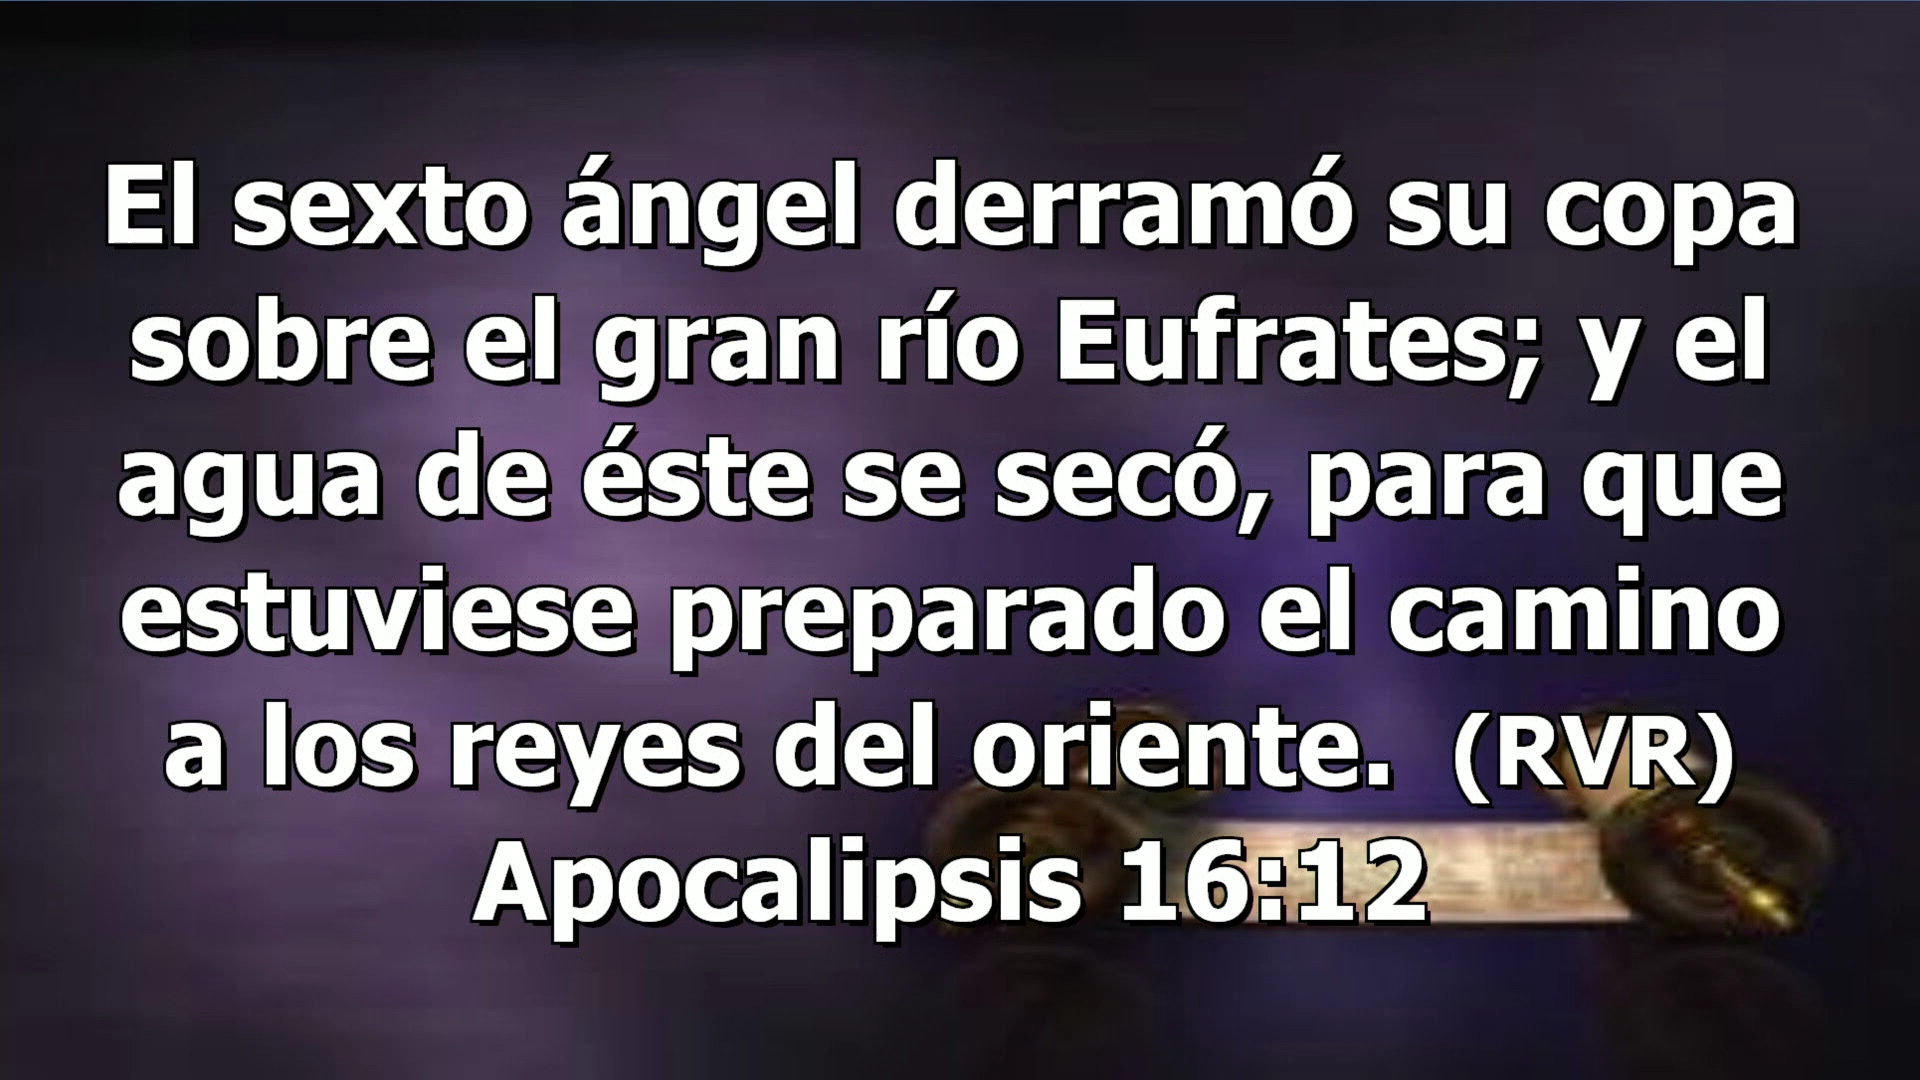 El sexto ángel derramó su copa
sobre el gran río Eufrates; y el
agua de éste se secó, para que
estuviese preparado el camino
a los reyes del oriente.  (RVR)
Apocalipsis 16:12